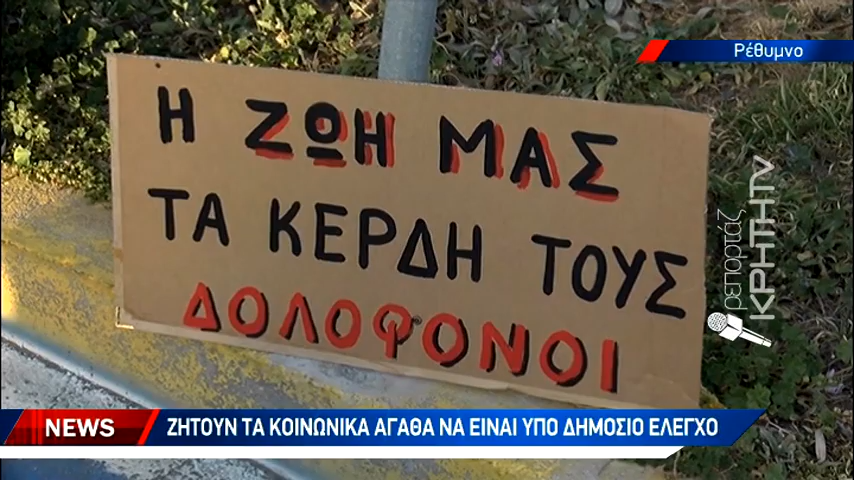 Ρέθυμνο
Η ΖΩΗ ΜΑΣ
ΤΑ ΚΕΡΔΗ ΤΟΥΣ
ΔΟΛΟΦΟΝΟΙ
ρεπορτάζ
ΚΡΗΤΗTV
NEWS
ΖΗΤΟΥΝ ΤΑ ΚΟΙΝΩΝΙΚΑ ΑΓΑΘΑ ΝΑ ΕΙΝΑΙ ΥΠΟ ΔΗΜΟΣΙΟ ΕΛΕΓΧΟ